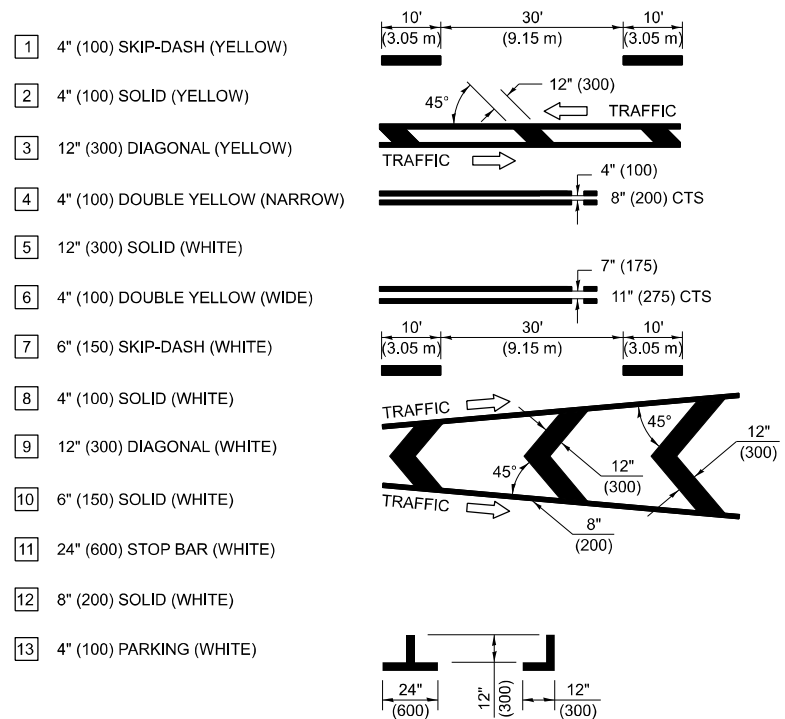 1 4" (100) SKIP-DASH (YELLOW)
10' 30' 10'
(3.05 m) (9.15 m) (3.05 m)
2 4" (100) SOLID (YELLOW)
3 12" (300) DIAGONAL (YELLOW)
45°
12" (300)
TRAFFIC
TRAFFIC
4 4" (100) DOUBLE YELLOW (NARROW)
4" (100)
8" (200) CTS
5 12" (300) SOLID (WHITE)
6 4" (100) DOUBLE YELLOW (WIDE)
7" (175)
11" (275) CTS
7 6" (150) SKIP-DASH (WHITE)
10' 30' 10'
(3.05 m) (9.15 m) (3.05 m)
8 4" (100) SOLID (WHITE)
9 12" (300) DIAGONAL (WHITE)
TRAFFIC
45°
12"
(300)
45°
12"
(300)
TRAFFIC
8"
(200)
10 6" (150) SOLID (WHITE)
11 24" (600) STOP BAR (WHITE)
12 8" (200) SOLID (WHITE)
13 4" (100) PARKING (WHITE)
24"
(600)
12"
(300)
12"
(300)